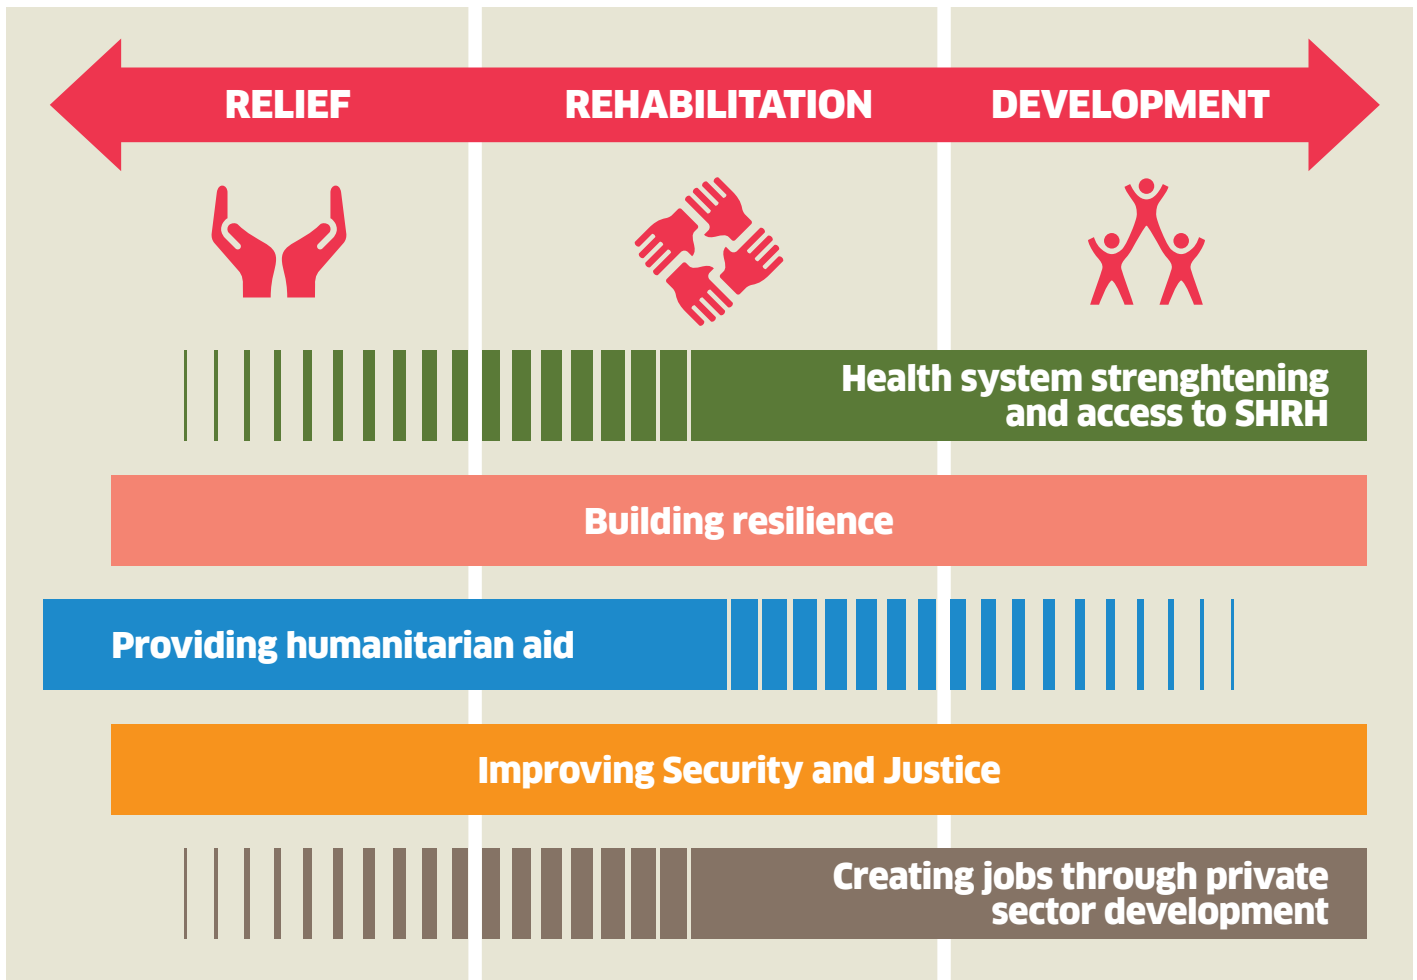 RELIEF REHABILITATION DEVELOPMENT
Health system strenghtening
and access to SHRH
Building resilience
Providing humanitarian aid
Improving Security and Justice
Creating jobs through private
sector development